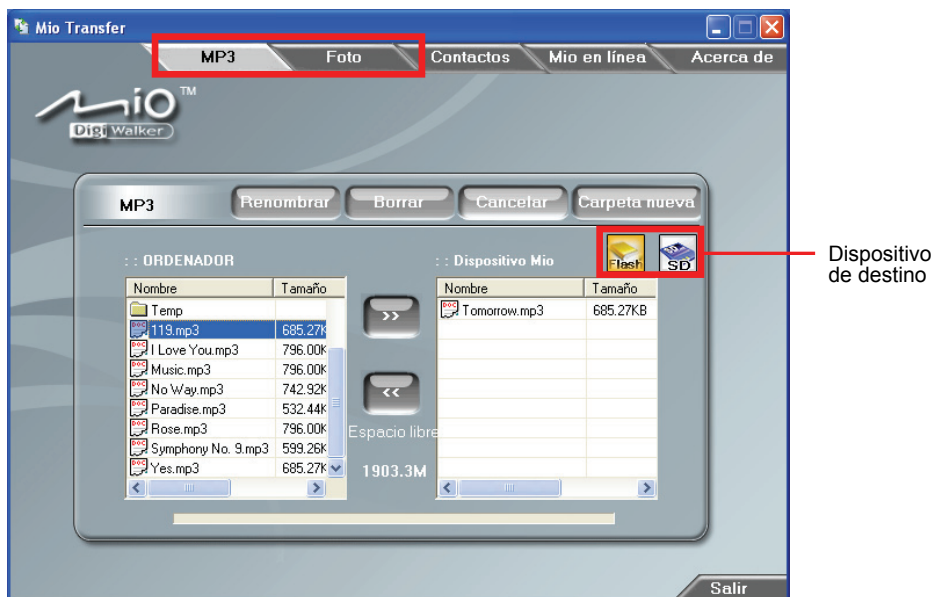 Mio Transfer
MP3 Foto Contactos Mio en línea Acerca de
Mio TM
Digi Walker
MP3 Renombrar Borrar Cancelar Carpeta nueva
: : ORDENADOR
: : Dispositivo Mio
Flash SD
Dispositivo
de destino
Nombre Tamaño
Temp
119.mp3 685.27K
I Love You.mp3 796.00K
Music.mp3 796.00K
No Way.mp3 742.92K
Paradise.mp3 532.44K
Rose.mp3 796.00K
Symphony No. 9.mp3 599.26K
Yes.mp3 685.27K
>>
<<
Espacio libre
1903.3M
Nombre Tamaño
Tomorrow.mp3 685.27KB
Salir